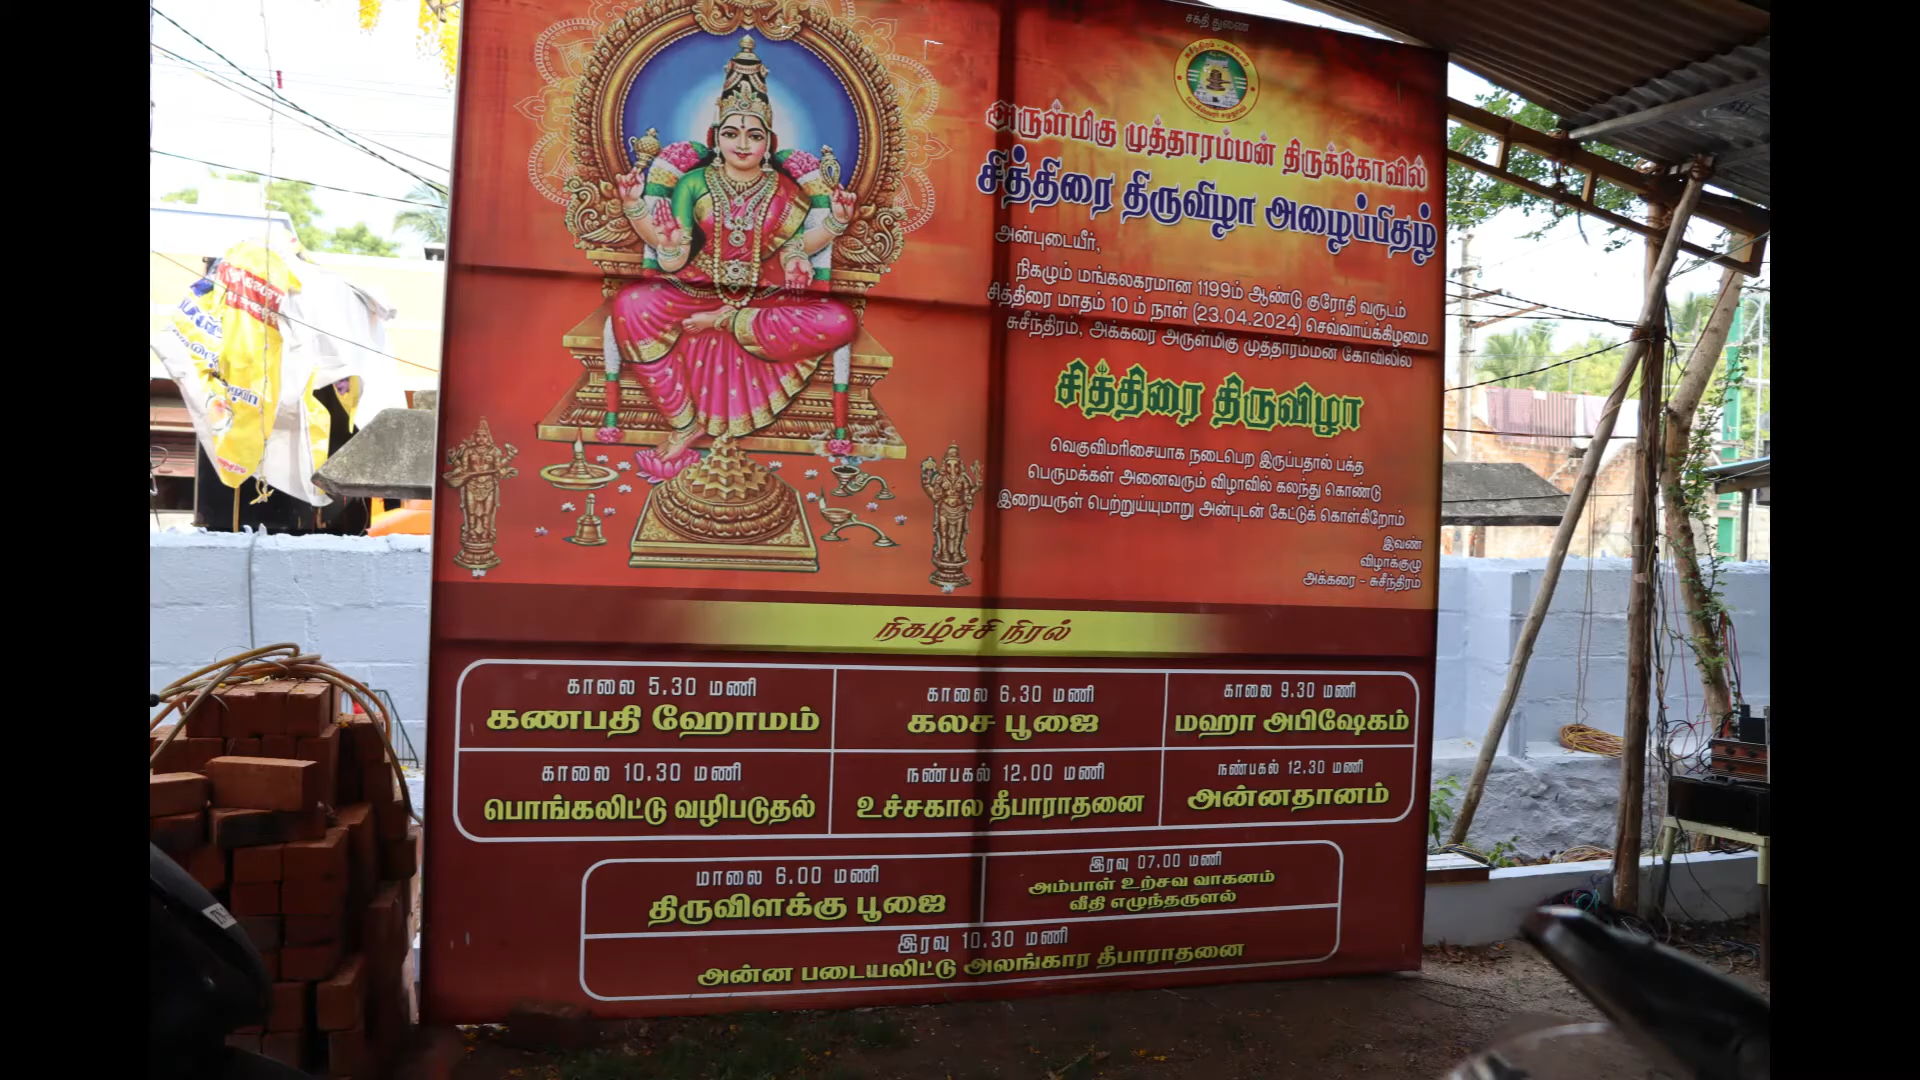 சக்தி துணை
அருள்மிகு முத்தாரம்மன் திருக்கோவில்
சித்திரை திருவிழா அழைப்பிதழ்
அன்புடையீர்,
நிகழும் மங்கலகரமான 1199ம் ஆண்டு குரோதி வருடம்
சித்திரை மாதம் 10 ம் நாள் (23.04.2024) செவ்வாய்க்கிழமை
சுசீந்திரம், அக்கரை அருள்மிகு முத்தாரம்மன் கோவிலில்
சித்திரை திருவிழா
வெகுவிமரிசையாக நடைபெற இருப்பதால் பக்த
பெருமக்கள் அனைவரும் விழாவில் கலந்து கொண்டு
இறையருள் பெற்றுய்யுமாறு அன்புடன் கேட்டுக் கொள்கிறோம்
இவண்
விழாக்குழு
அக்கரை - சுசீந்திரம்
நிகழ்ச்சி நிரல்
காலை 5.30 மணி
கணபதி ஹோமம்
காலை 6.30 மணி
கலச பூஜை
காலை 9.30 மணி
மஹா அபிஷேகம்
காலை 10.30 மணி
பொங்கலிட்டு வழிபடுதல்
நண்பகல் 12.00 மணி
உச்சகால தீபாராதனை
நண்பகல் 12.30 மணி
அன்னதானம்
மாலை 6.00 மணி
திருவிளக்கு பூஜை
இரவு 07.00 மணி
அம்பாள் உற்சவ வாகனம்
வீதி எழுந்தருளல்
இரவு 10.30 மணி
அன்ன படையலிட்டு அலங்கார தீபாராதனை